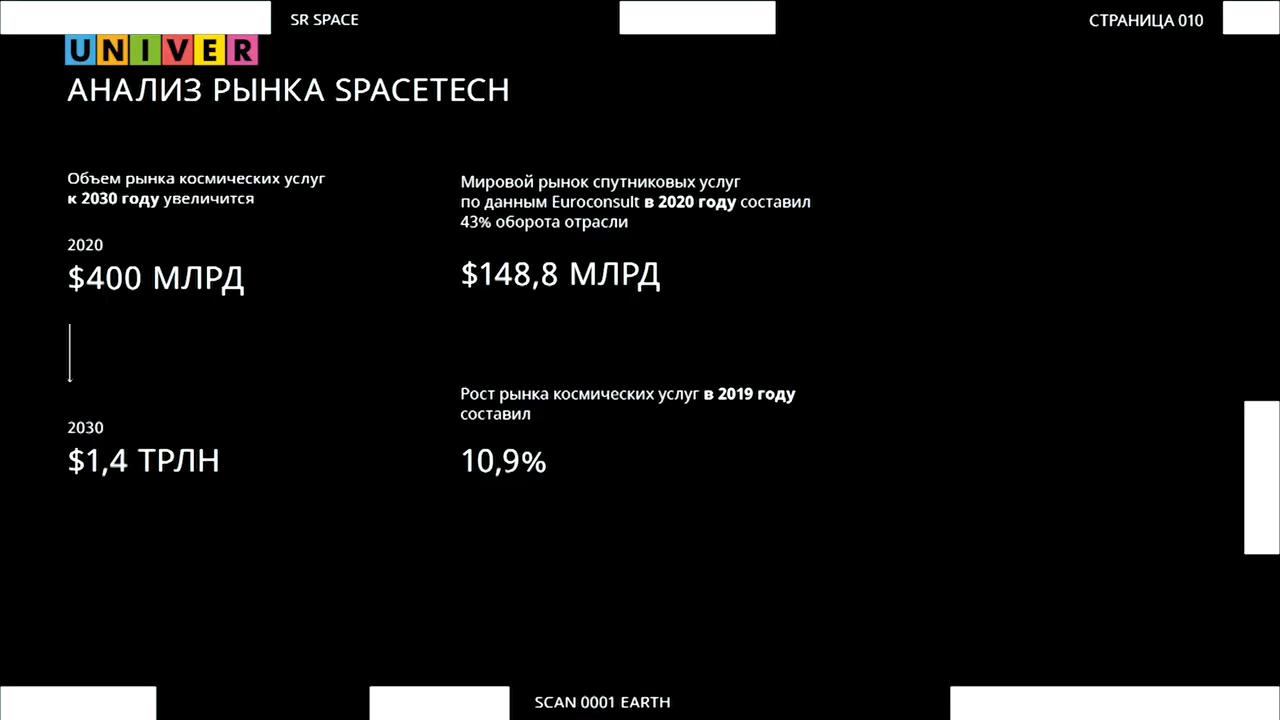 SR SPACE
СТРАНИЦА 010
UNIVER
АНАЛИЗ РЫНКА SPACETECH
Объем рынка космических услуг
к 2030 году увеличится
2020
$400 МЛРД
2030
$1,4 ТРЛН
Мировой рынок спутниковых услуг
по данным Euroconsult в 2020 году составил
43% оборота отрасли
$148,8 МЛРД
Рост рынка космических услуг в 2019 году
составил
10,9%
SCAN 0001 EARTH